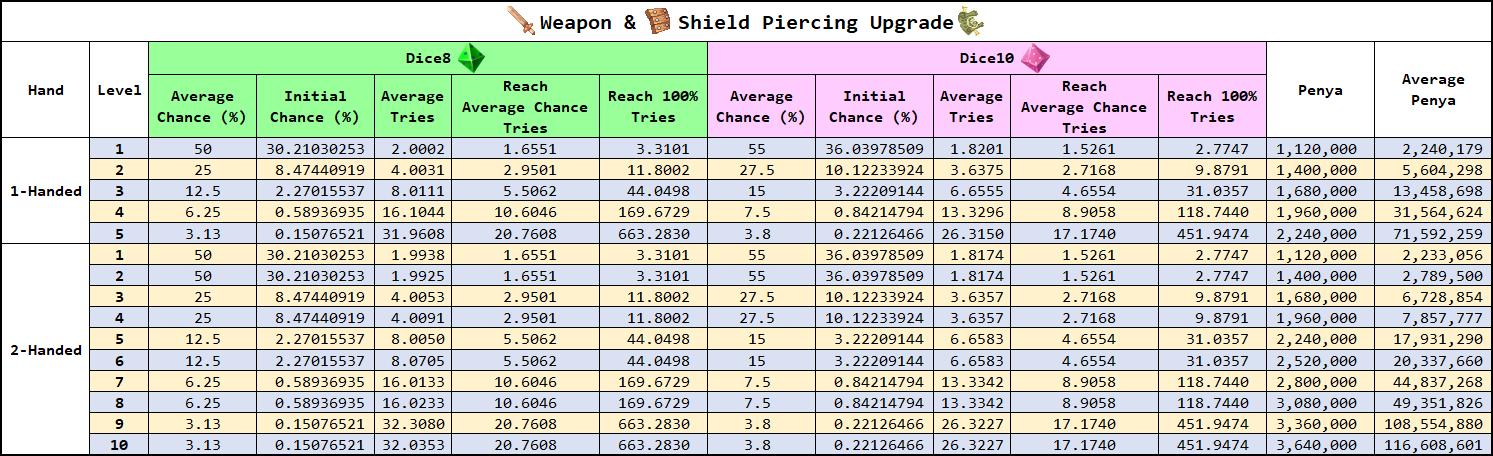 Weapon & Shield Piercing Upgrade
Hand Level Dice8 Dice10 Penya Average Penya
Average Chance (%) Initial Chance (%) Average Tries Reach Average Chance Tries Reach 100% Tries Average Chance (%) Initial Chance (%) Average Tries Reach Average Chance Tries Reach 100% Tries
1-Handed
1 50 30.21030253 2.0002 1.6551 3.3101 55 36.03978509 1.8201 1.5261 2.7747 1,120,000 2,240,179
2 25 8.47440919 4.0031 2.9501 11.8002 27.5 10.12233924 3.6375 2.7168 9.8791 1,400,000 5,604,298
3 12.5 2.27015537 8.0111 5.5062 44.0498 15 3.22209144 6.6555 4.6554 31.0357 1,680,000 13,458,698
4 6.25 0.58936935 16.1044 10.6046 169.6729 7.5 0.84214794 13.3296 8.9058 118.7440 1,960,000 31,564,624
5 3.13 0.15076521 31.9608 20.7608 663.2830 3.8 0.22126466 26.3150 17.1740 451.9474 2,240,000 71,592,259
2-Handed
1 50 30.21030253 1.9938 1.6551 3.3101 55 36.03978509 1.8174 1.5261 2.7747 1,120,000 2,233,056
2 50 30.21030253 1.9925 1.6551 3.3101 55 36.03978509 1.8174 1.5261 2.7747 1,400,000 2,789,500
3 25 8.47440919 4.0053 2.9501 11.8002 27.5 10.12233924 3.6357 2.7168 9.8791 1,680,000 6,728,854
4 25 8.47440919 4.0091 2.9501 11.8002 27.5 10.12233924 3.6357 2.7168 9.8791 1,960,000 7,857,777
5 12.5 2.27015537 8.0050 5.5062 44.0498 15 3.22209144 6.6583 4.6554 31.0357 2,240,000 17,931,290
6 12.5 2.27015537 8.0705 5.5062 44.0498 15 3.22209144 6.6583 4.6554 31.0357 2,520,000 20,337,660
7 6.25 0.58936935 16.0133 10.6046 169.6729 7.5 0.84214794 13.3342 8.9058 118.7440 2,800,000 44,837,268
8 6.25 0.58936935 16.0233 10.6046 169.6729 7.5 0.84214794 13.3342 8.9058 118.7440 3,080,000 49,351,826
9 3.13 0.15076521 32.3080 20.7608 663.2830 3.8 0.22126466 26.3227 17.1740 451.9474 3,360,000 108,554,880
10 3.13 0.15076521 32.0353 20.7608 663.2830 3.8 0.22126466 26.3227 17.1740 451.9474 3,640,000 116,608,601